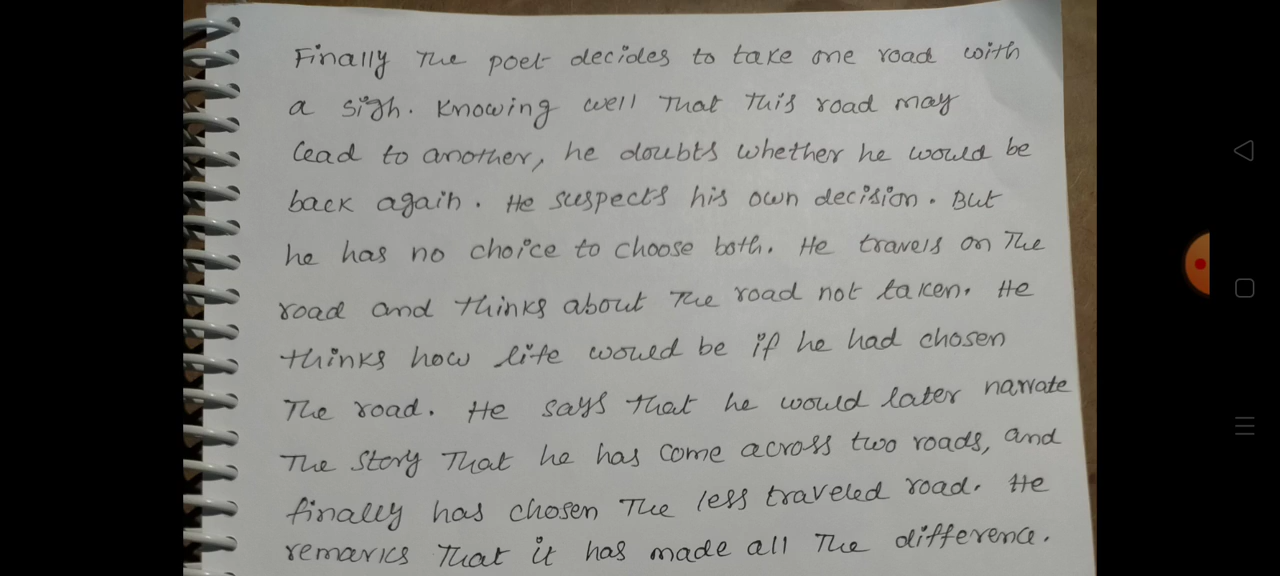 Finally The poet decides to take one road with
a sigh. Knowing well That This road may
lead to another, he doubts whether he would be
back again. He suspects his own decision. But
he has no choice to choose both. He travels on The
road and thinks about The road not taken. He
thinks how life would be if he had chosen
The road. He says That he would later narrate
The story That he has come across two roads, and
finally has chosen The less traveled road. He
remarks That it has made all The difference.